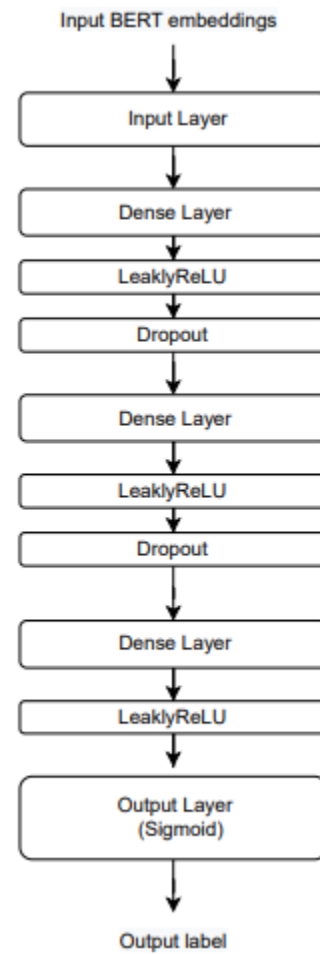 Input BERT embeddings
Input Layer
Dense Layer
LeaklyReLU
Dropout
Dense Layer
LeaklyReLU
Dropout
Dense Layer
LeaklyReLU
Output Layer
(Sigmoid)
Output label